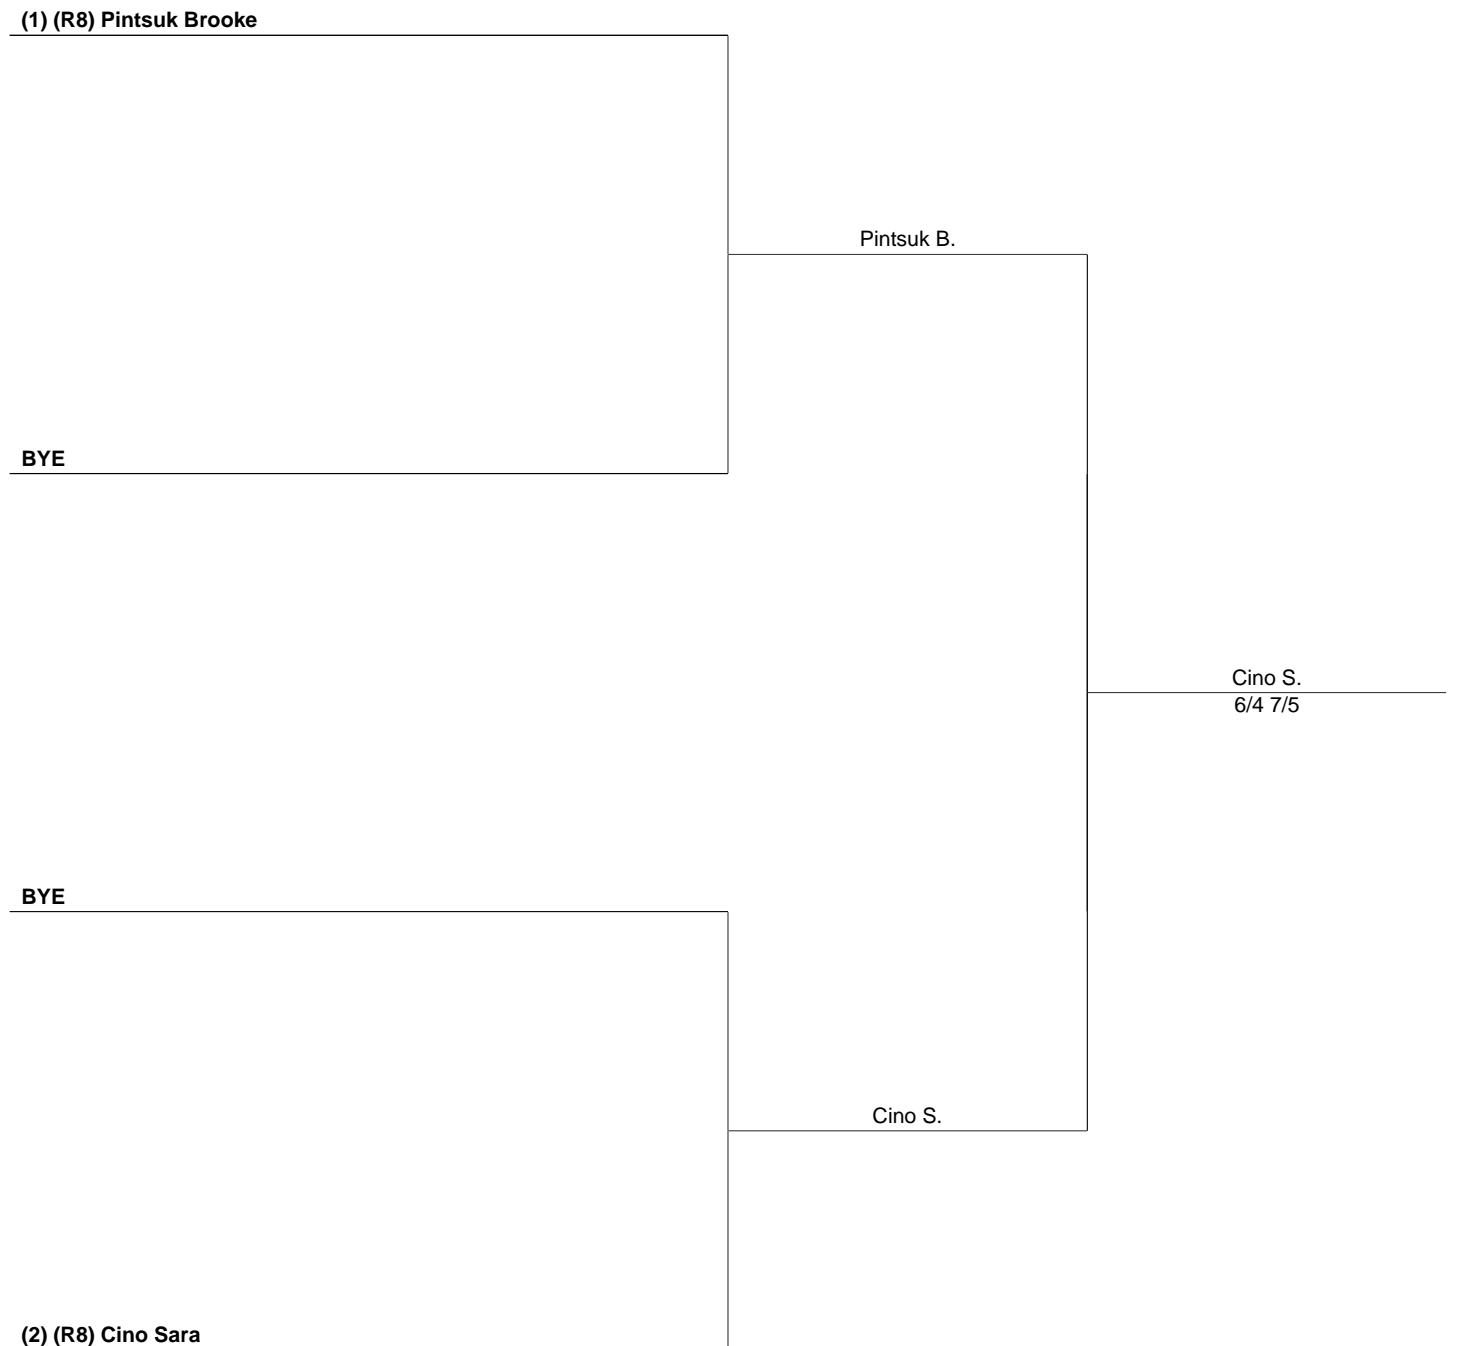 (1) (R8) Pintsuk Brooke
Pintsuk B.
BYE
Cino S.
6/4 7/5
BYE
Cino S.
(2) (R8) Cino Sara